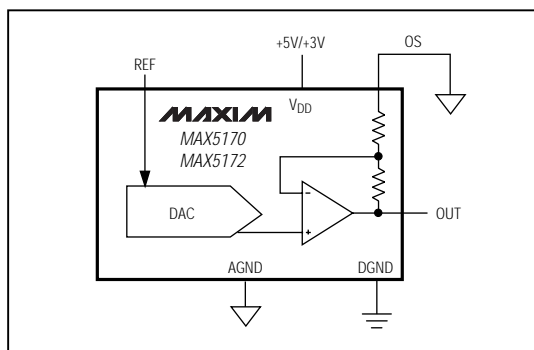 +5V/+3V
OS
REF
MAXIM
VDD
MAX5170
MAX5172
-
DAC
+
OUT
AGND
DGND